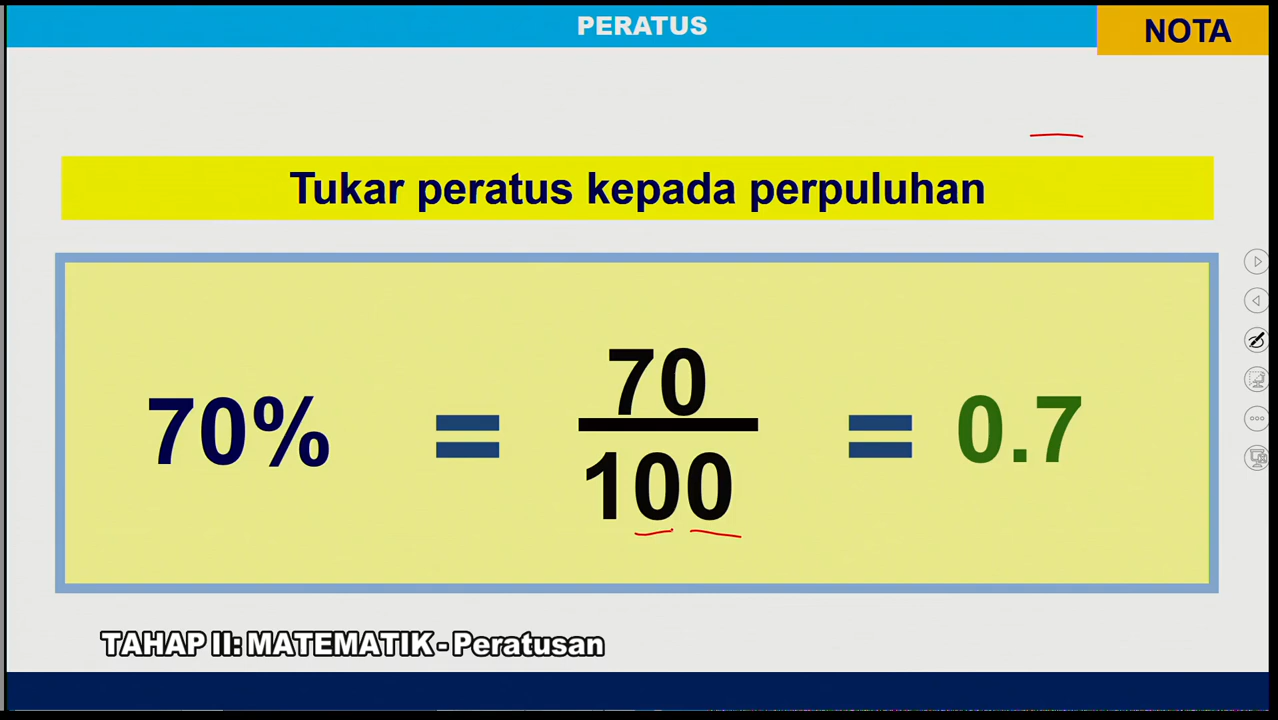 PERATUS
NOTA
Tukar peratus kepada perpuluhan
70% = 70/100 = 0.7
TAHAP II: MATEMATIK - Peratusan